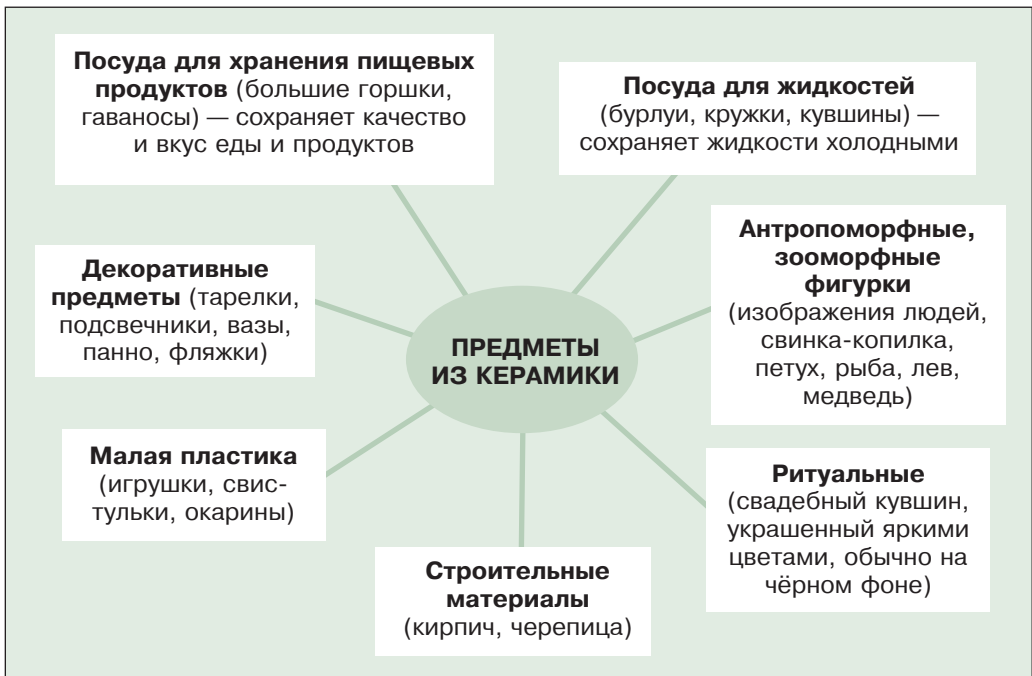 Посуда для хранения пищевых
продуктов (большие горшки,
гаваносы) — сохраняет качество
и вкус еды и продуктов
Посуда для жидкостей
(бурлуи, кружки, кувшины) —
сохраняет жидкости холодными
Декоративные
предметы (тарелки,
подсвечники, вазы,
панно, фляжки)
Антропоморфные,
зооморфные
фигурки
(изображения людей,
свинка-копилка,
петух, рыба, лев,
медведь)
ПРЕДМЕТЫ
ИЗ КЕРАМИКИ
Малая пластика
(игрушки, свис-
тульки, окарины)
Ритуальные
(свадебный кувшин,
украшенный яркими
цветами, обычно на
чёрном фоне)
Строительные
материалы
(кирпич, черепица)